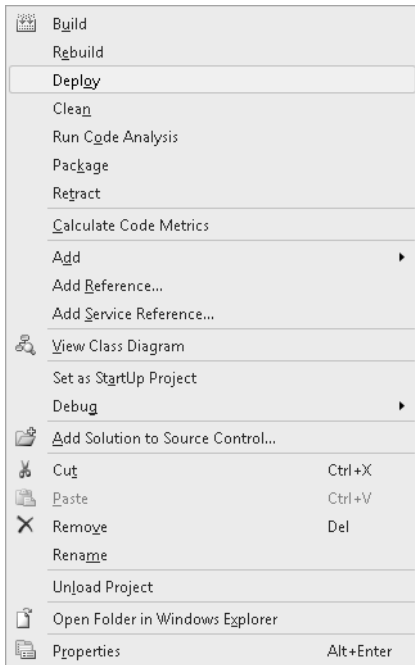 Build
Rebuild
Deploy
Clean
Run Code Analysis
Package
Retract
Calculate Code Metrics
Add
Add Reference...
Add Service Reference...
View Class Diagram
Set as StartUp Project
Debug
Add Solution to Source Control...
Cut Ctrl+X
Paste Ctrl+V
Remove Del
Rename
Unload Project
Open Folder in Windows Explorer
Properties Alt+Enter